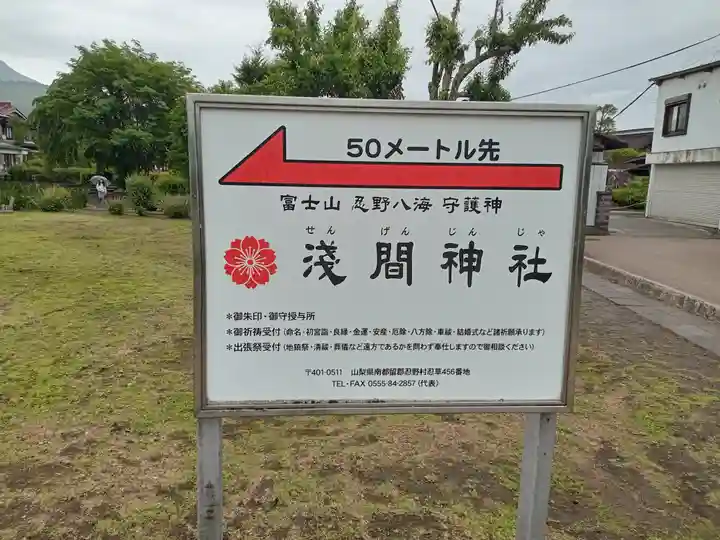 50メートル先
富士山 忍野八海 守護神
せん げん じん じゃ
淺間神社
＊御朱印・御守授与所
＊御祈祷受付（命名・初宮詣・良縁・金運・安産・厄除・八方除・車祓・結婚式など諸祈願承ります）
＊出張祭受付（地鎮祭・清祓・葬儀など遠方であるかを問わず奉仕しますので御相談ください）
〒401-0511 山梨県南都留郡忍野村忍草456番地
TEL・FAX 0555-84-2857（代表）